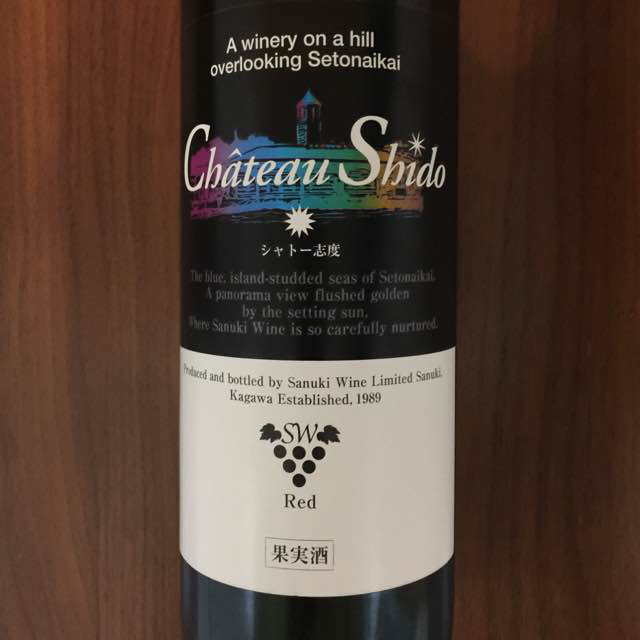 A winery on a hill
overlooking Setonaikai
Château Shido
シャトー志度
The blue, island-studded seas of Setonaikai.
A panorama view flushed golden
by the setting sun.
Where Sanuki Wine is so carefully nurtured.
Produced and bottled by Sanuki Wine Limited Sanuki,
Kagawa Established, 1989
SW
Red
果実酒